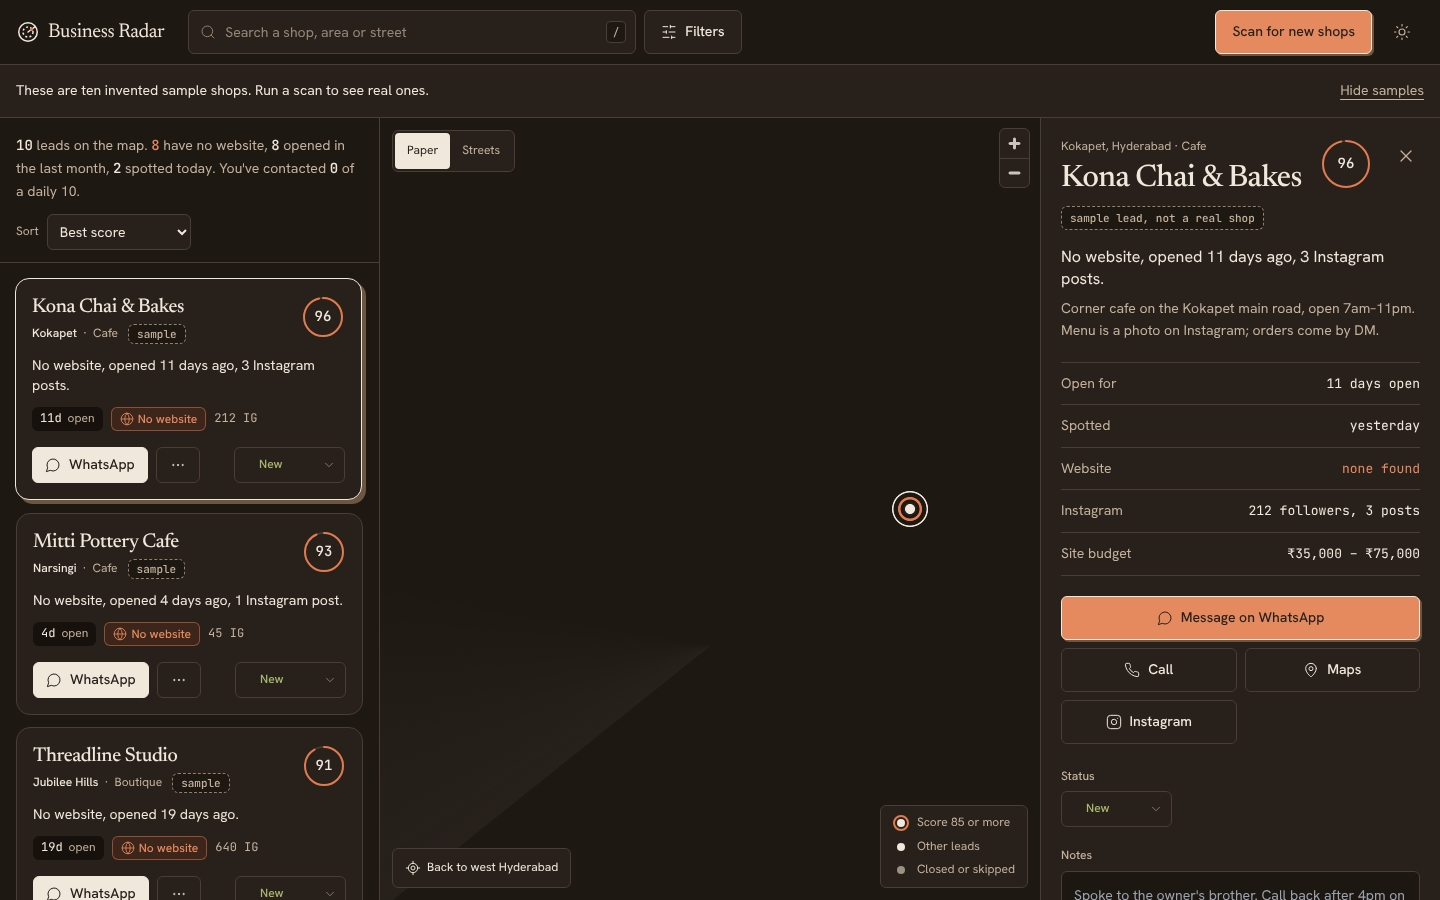 Business Radar
Search a shop, area or street
/
Filters
Scan for new shops
These are ten invented sample shops. Run a scan to see real ones.
Hide samples
10 leads on the map. 8 have no website, 8 opened in
the last month, 2 spotted today. You've contacted 0 of
a daily 10.
Sort
Best score
Kona Chai & Bakes
96
Kokapet · Cafe
sample
No website, opened 11 days ago, 3 Instagram
posts.
11d open
No website
212 IG
WhatsApp
New
Mitti Pottery Cafe
93
Narsingi · Cafe
sample
No website, opened 4 days ago, 1 Instagram post.
4d open
No website
45 IG
WhatsApp
New
Threadline Studio
91
Jubilee Hills · Boutique
sample
No website, opened 19 days ago.
19d open
No website
640 IG
WhatsApp
New
Paper
Streets
Back to west Hyderabad
Score 85 or more
Other leads
Closed or skipped
Kokapet, Hyderabad · Cafe
Kona Chai & Bakes
96
sample lead, not a real shop
No website, opened 11 days ago, 3 Instagram
posts.
Corner cafe on the Kokapet main road, open 7am–11pm.
Menu is a photo on Instagram; orders come by DM.
Open for
11 days open
Spotted
yesterday
Website
none found
Instagram
212 followers, 3 posts
Site budget
₹35,000 – ₹75,000
Message on WhatsApp
Call
Maps
Instagram
Status
New
Notes
Spoke to the owner's brother. Call back after 4pm on